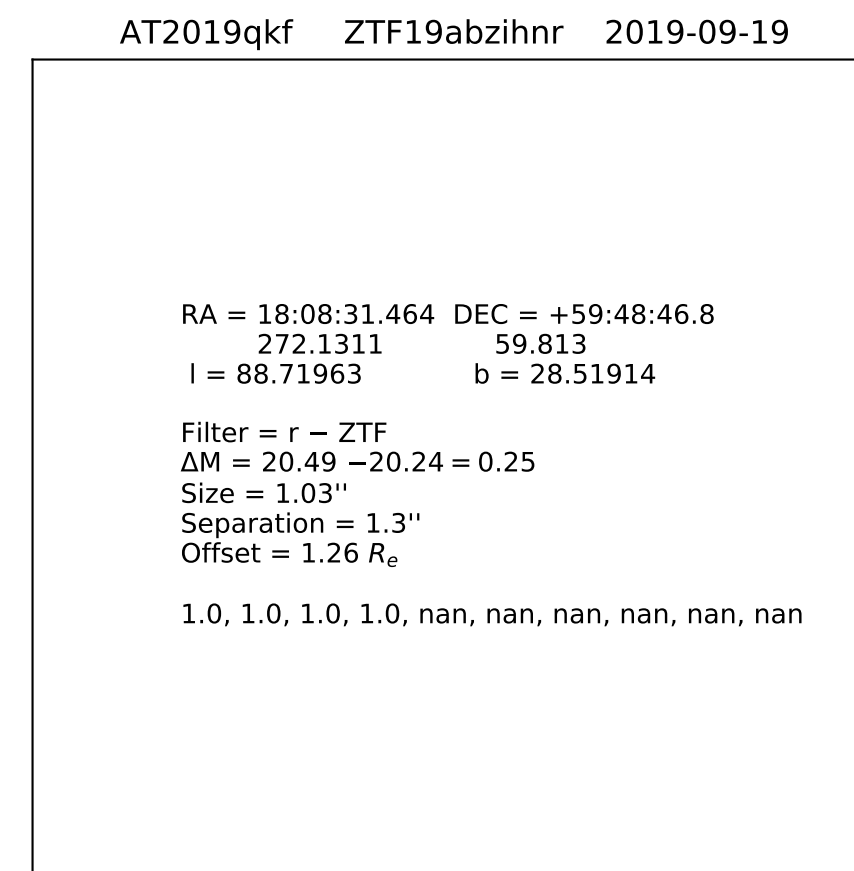 AT2019qkf ZTF19abzihnr 2019-09-19
RA = 18:08:31.464 DEC = +59:48:46.8
272.1311 59.813
l = 88.71963 b = 28.51914
Filter = r − ZTF
ΔM = 20.49 −20.24 = 0.25
Size = 1.03''
Separation = 1.3''
Offset = 1.26 Rₑ
1.0, 1.0, 1.0, 1.0, nan, nan, nan, nan, nan, nan